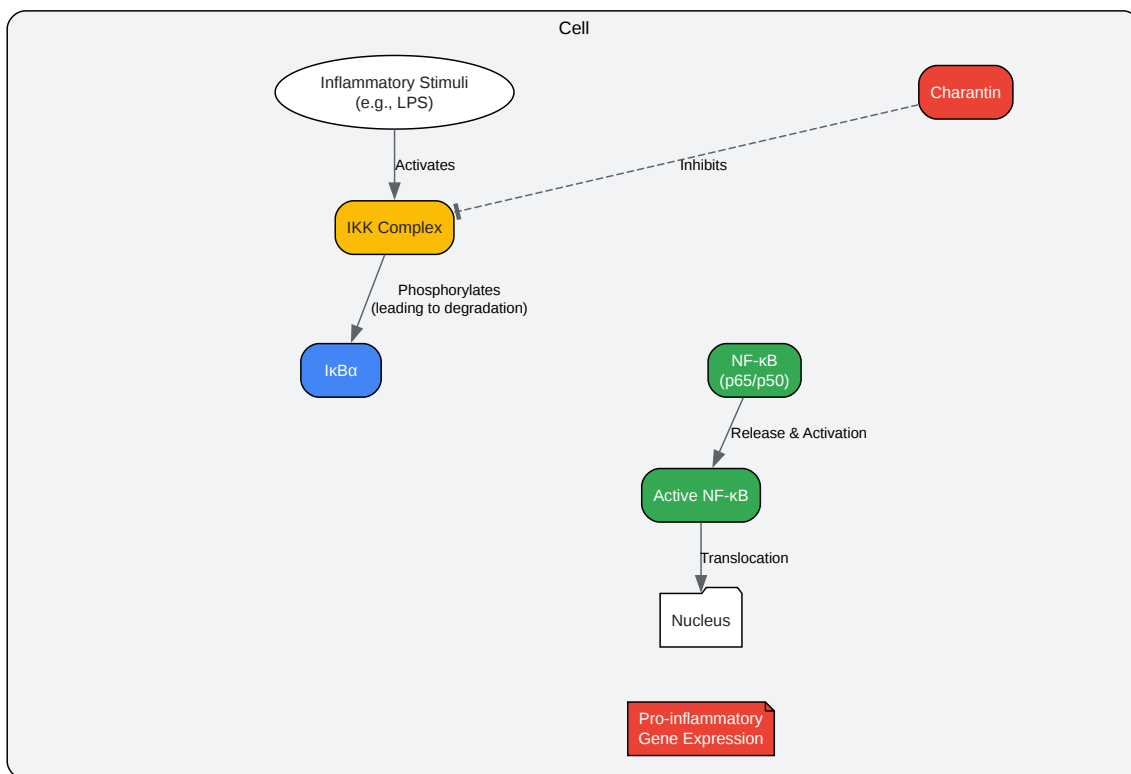 Cell
Inflammatory Stimuli
(e.g., LPS)
Charantin
Activates
Inhibits
IKK Complex
Phosphorylates
(leading to degradation)
IκBα
NF-κB
(p65/p50)
Release & Activation
Active NF-κB
Translocation
Nucleus
Pro-inflammatory
Gene Expression